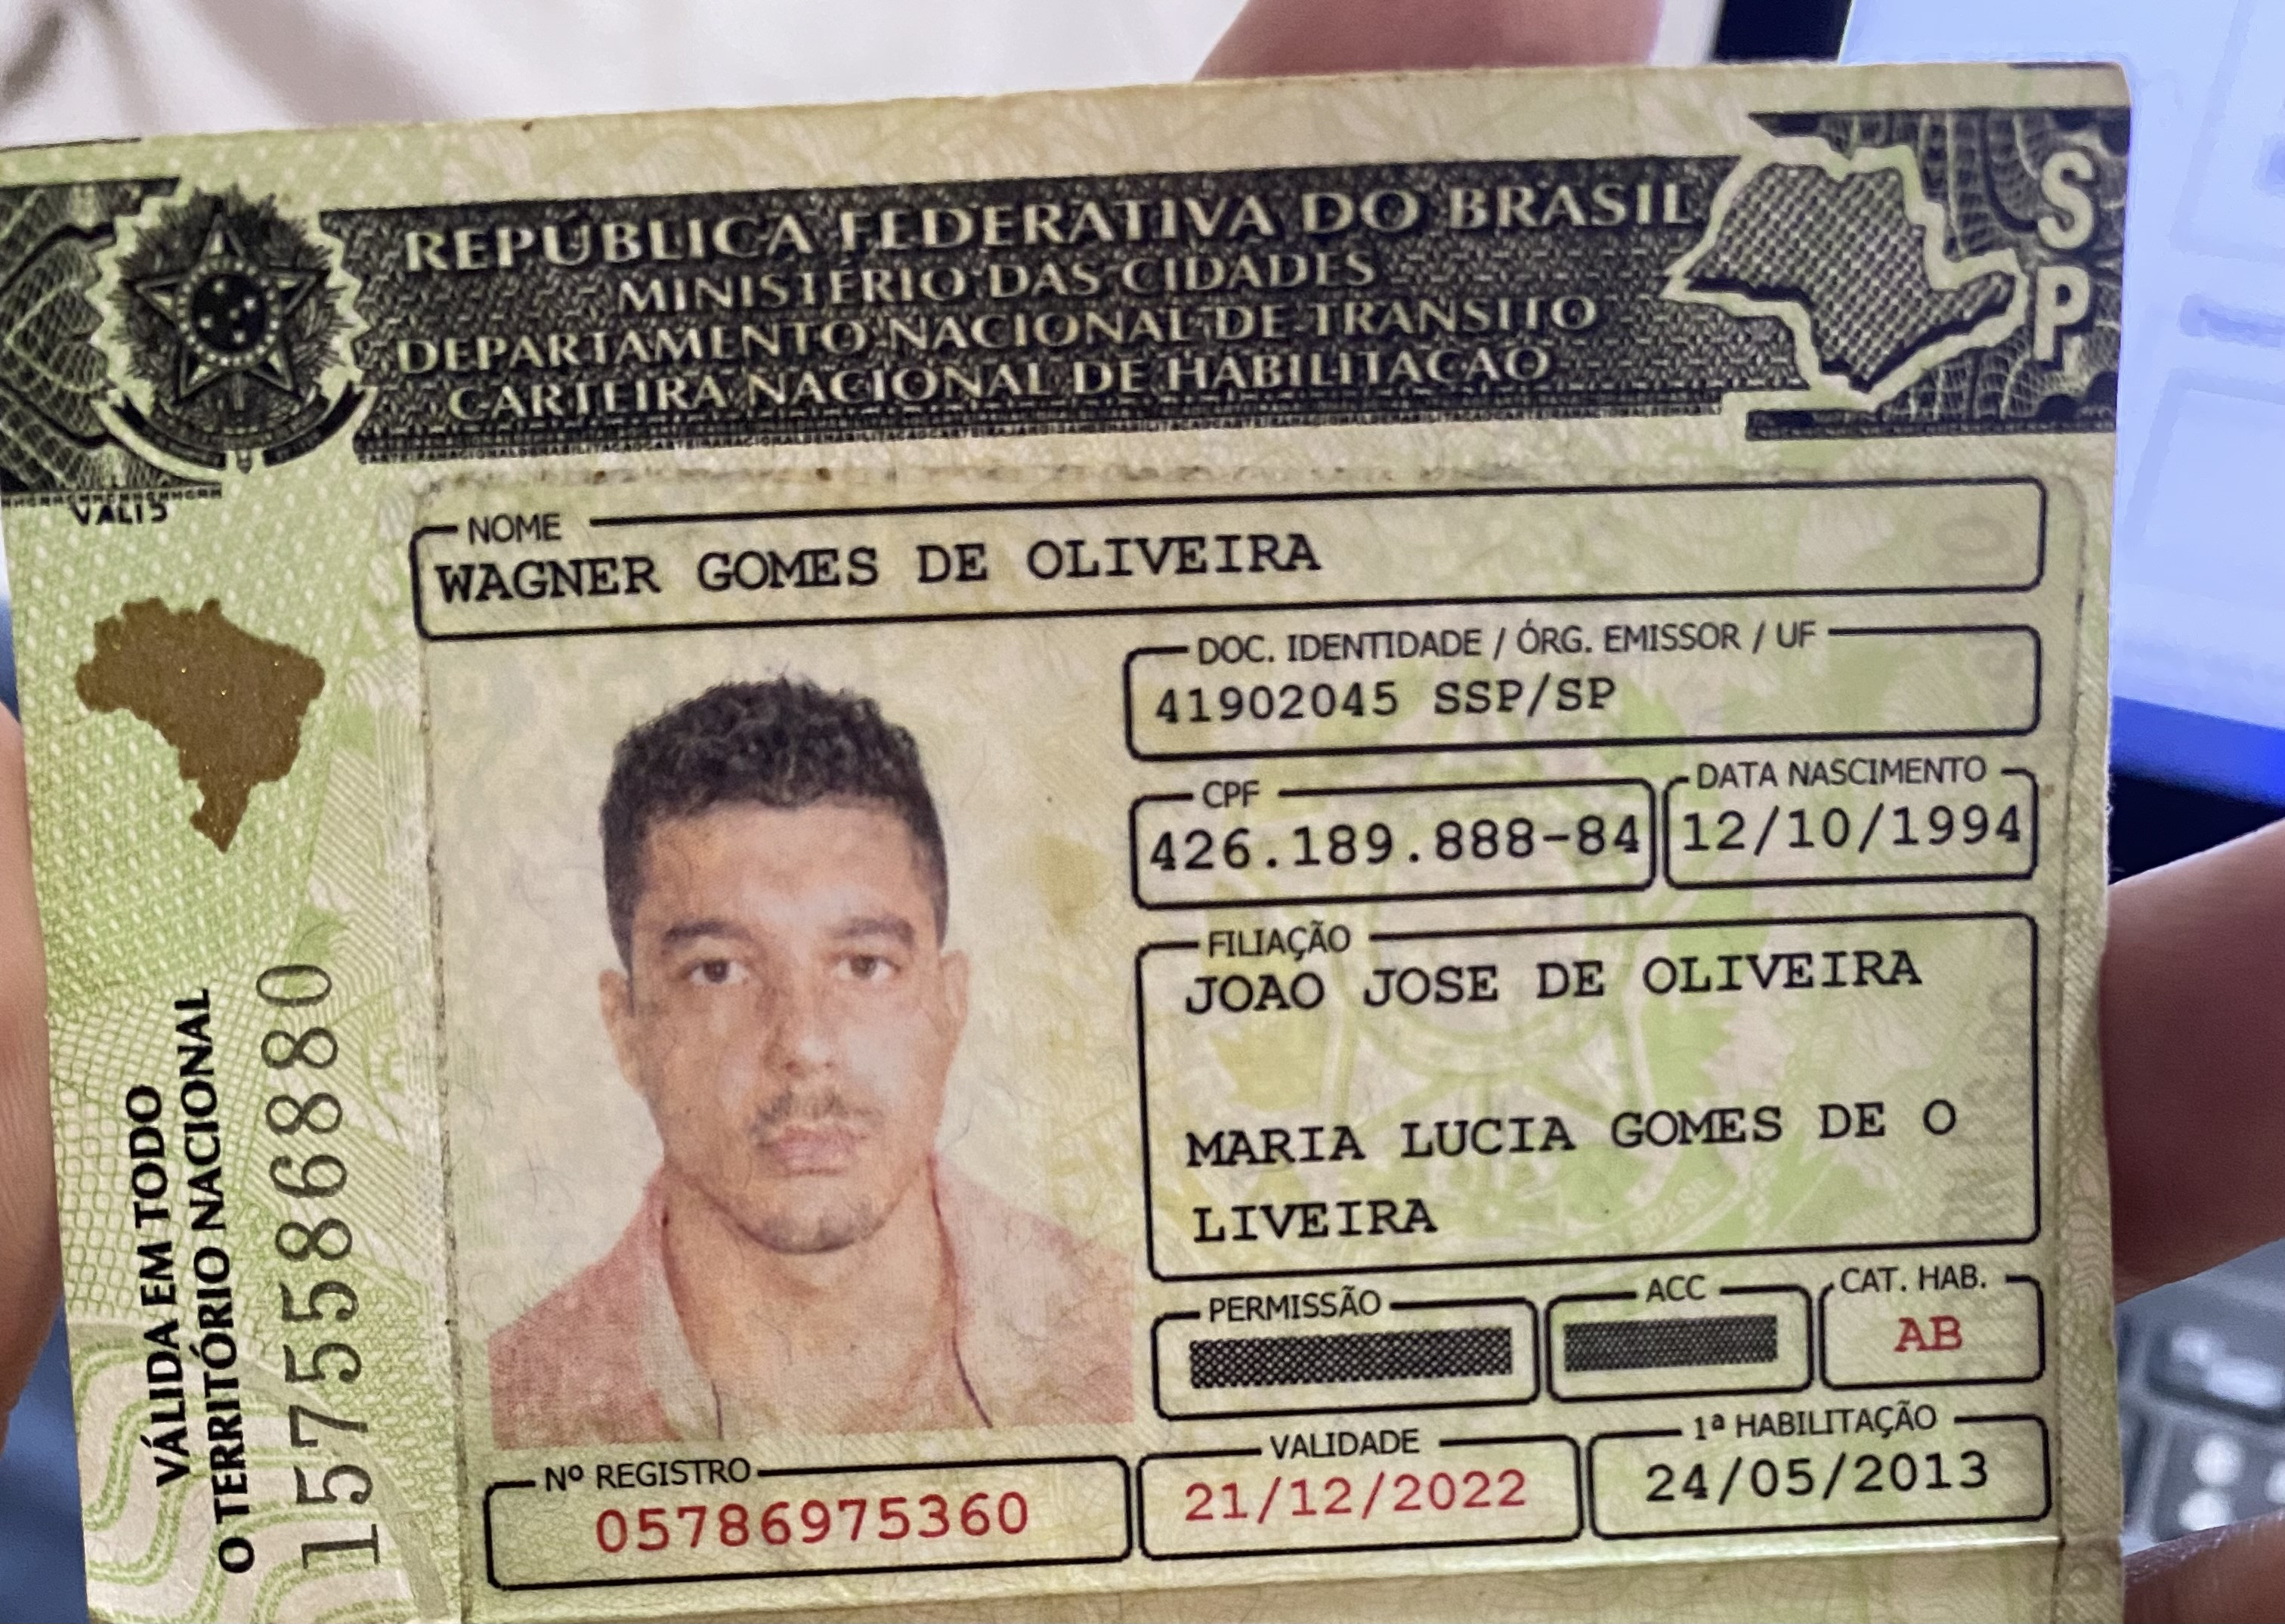 REPÚBLICA FEDERATIVA DO BRASIL
MINISTÉRIO DAS CIDADES
DEPARTAMENTO NACIONAL DE TRANSITO
CARTEIRA NACIONAL DE HABILITAÇÃO
SP
NOME
WAGNER GOMES DE OLIVEIRA
DOC. IDENTIDADE / ÓRG. EMISSOR / UF
41902045 SSP/SP
CPF
426.189.888-84
DATA NASCIMENTO
12/10/1994
FILIAÇÃO
JOAO JOSE DE OLIVEIRA
MARIA LUCIA GOMES DE O
LIVEIRA
PERMISSÃO
ACC
CAT. HAB.
AB
Nº REGISTRO
05786975360
VALIDADE
21/12/2022
1ª HABILITAÇÃO
24/05/2013
VÁLIDA EM TODO
O TERRITÓRIO NACIONAL
1575586880